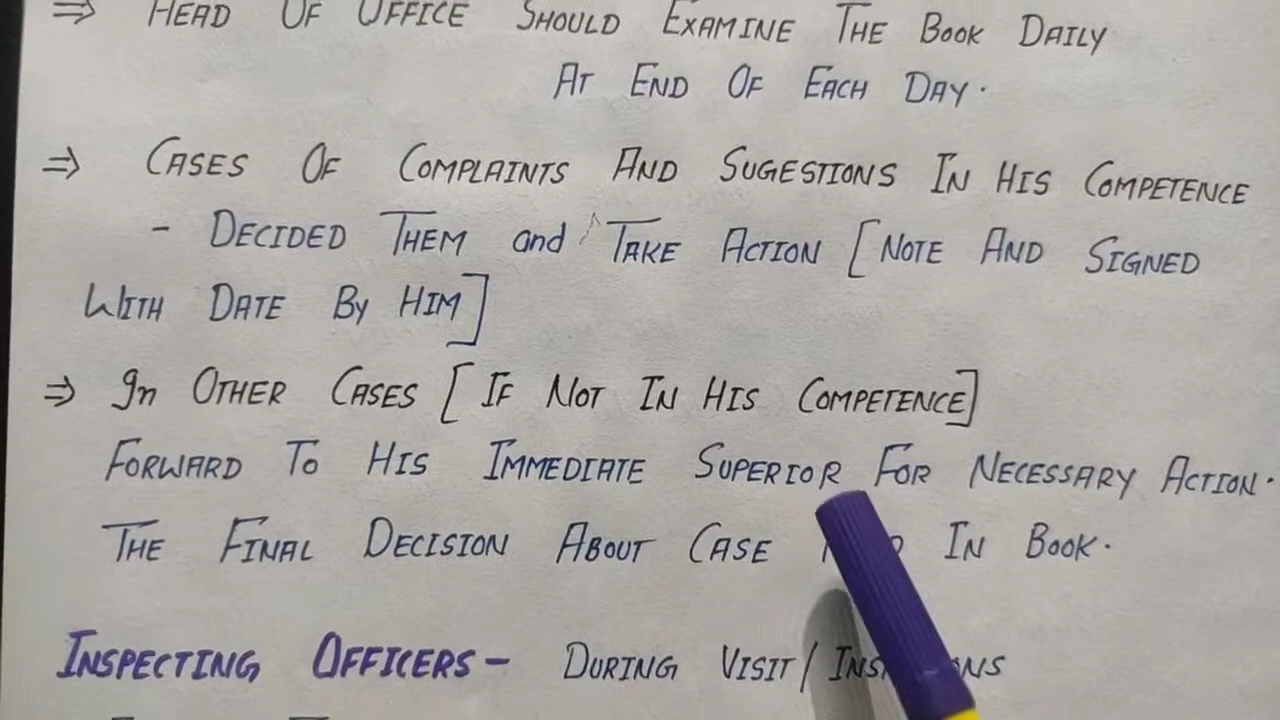 ⇒ HEAD OF OFFICE SHOULD EXAMINE THE BOOK DAILY
AT END OF EACH DAY.
⇒ CASES OF COMPLAINTS AND SUGESTIONS IN HIS COMPETENCE
- DECIDED THEM and TAKE ACTION [NOTE AND SIGNED
WITH DATE BY HIM]
⇒ In OTHER CASES [IF NOT IN HIS COMPETENCE]
FORWARD TO HIS IMMEDIATE SUPERIOR FOR NECESSARY ACTION.
THE FINAL DECISION ABOUT CASE IN BOOK.
INSPECTING OFFICERS - DURING VISIT/